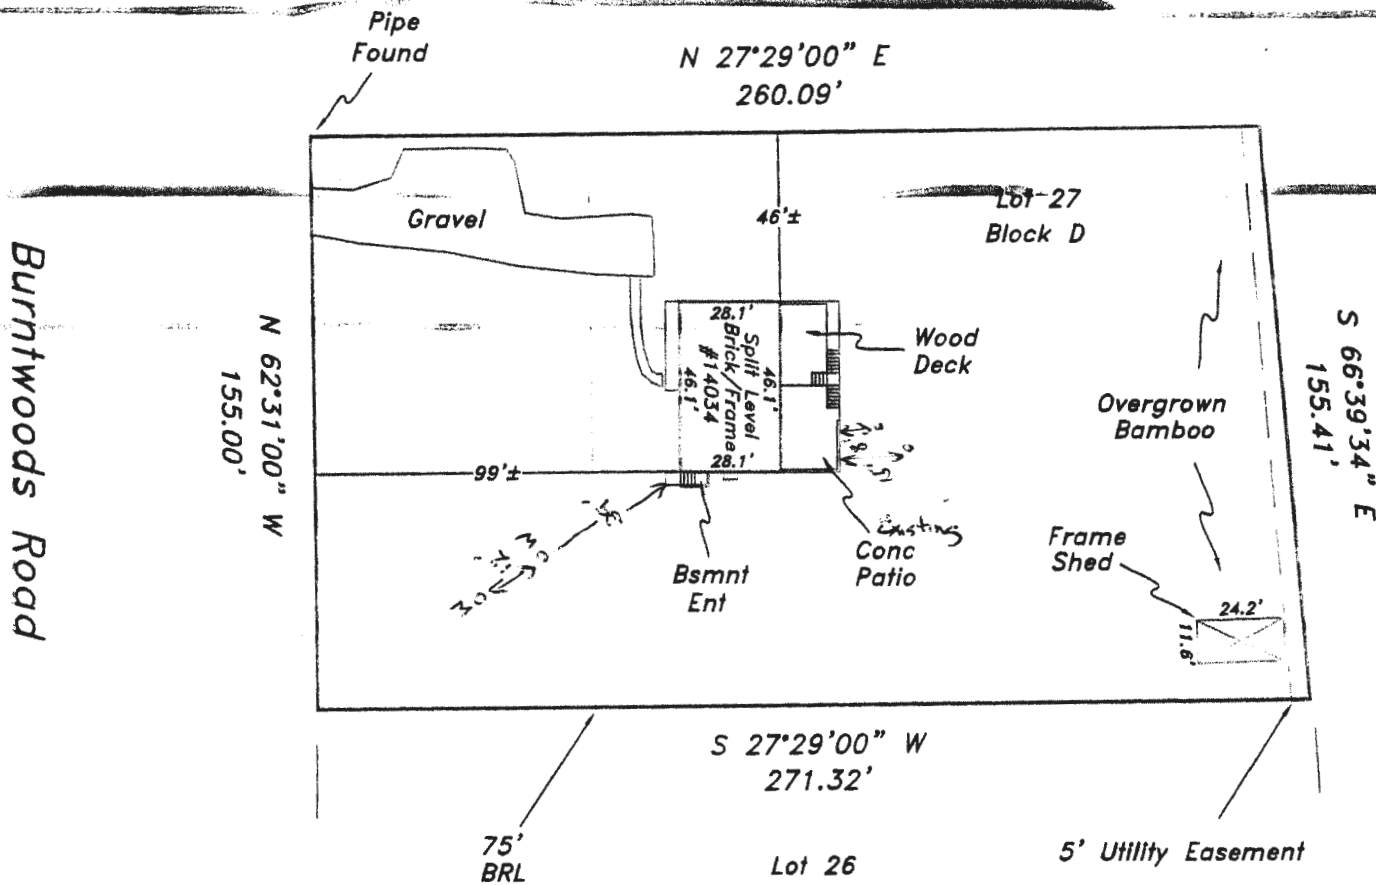 Pipe
Found
N 27°29'00" E
260.09'
Gravel
46'±
Lot 27
Block D
Burntwoods Road
N 62°31'00" W
155.00'
28.1'
Split Level
Brick/Frame
#14034
46.1'
46.1'
28.1'
Wood
Deck
Overgrown
Bamboo
S 66°39'34" E
155.41'
99'±
Existing
Conc
Patio
Bsmnt
Ent
Frame
Shed
24.2'
11.6'
S 27°29'00" W
271.32'
75'
BRL
Lot 26
5' Utility Easement